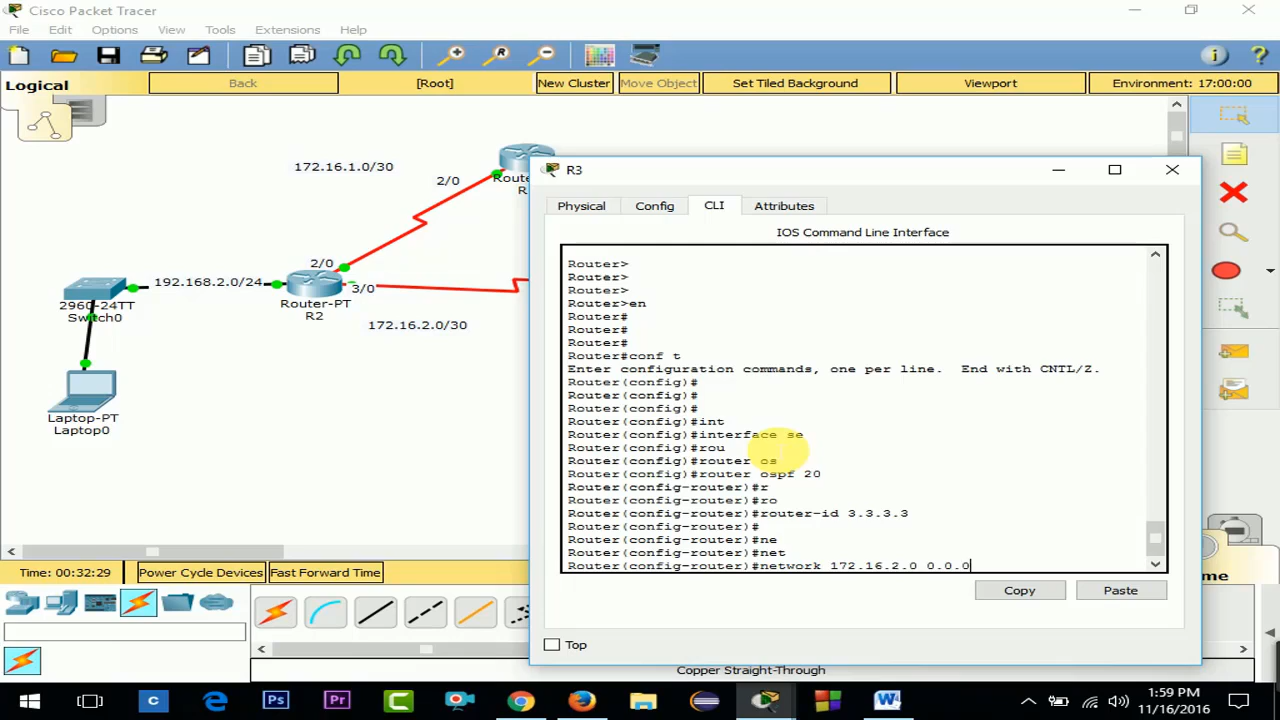 Cisco Packet Tracer
File Edit Options View Tools Extensions Help
Logical Back [Root] New Cluster Move Object Set Tiled Background Viewport Environment: 17:00:00
172.16.1.0/30
2/0
Route
R
R3
Physical Config CLI Attributes
IOS Command Line Interface
Router>
Router>
Router>
Router>en
Router#
Router#
Router#
Router#conf t
Enter configuration commands, one per line. End with CNTL/Z.
Router(config)#
Router(config)#
Router(config)#
Router(config)#int
Router(config)#interface se
Router(config)#rou
Router(config)#router os
Router(config)#router ospf 20
Router(config-router)#r
Router(config-router)#ro
Router(config-router)#router-id 3.3.3.3
Router(config-router)#
Router(config-router)#ne
Router(config-router)#net
Router(config-router)#network 172.16.2.0 0.0.0
Copy Paste
Top
2/0
192.168.2.0/24
3/0
Router-PT
R2
172.16.2.0/30
2960-24TT
Switch0
Laptop-PT
Laptop0
Time: 00:32:29 Power Cycle Devices Fast Forward Time
me
Copper Straight-Through
1:59 PM
11/16/2016